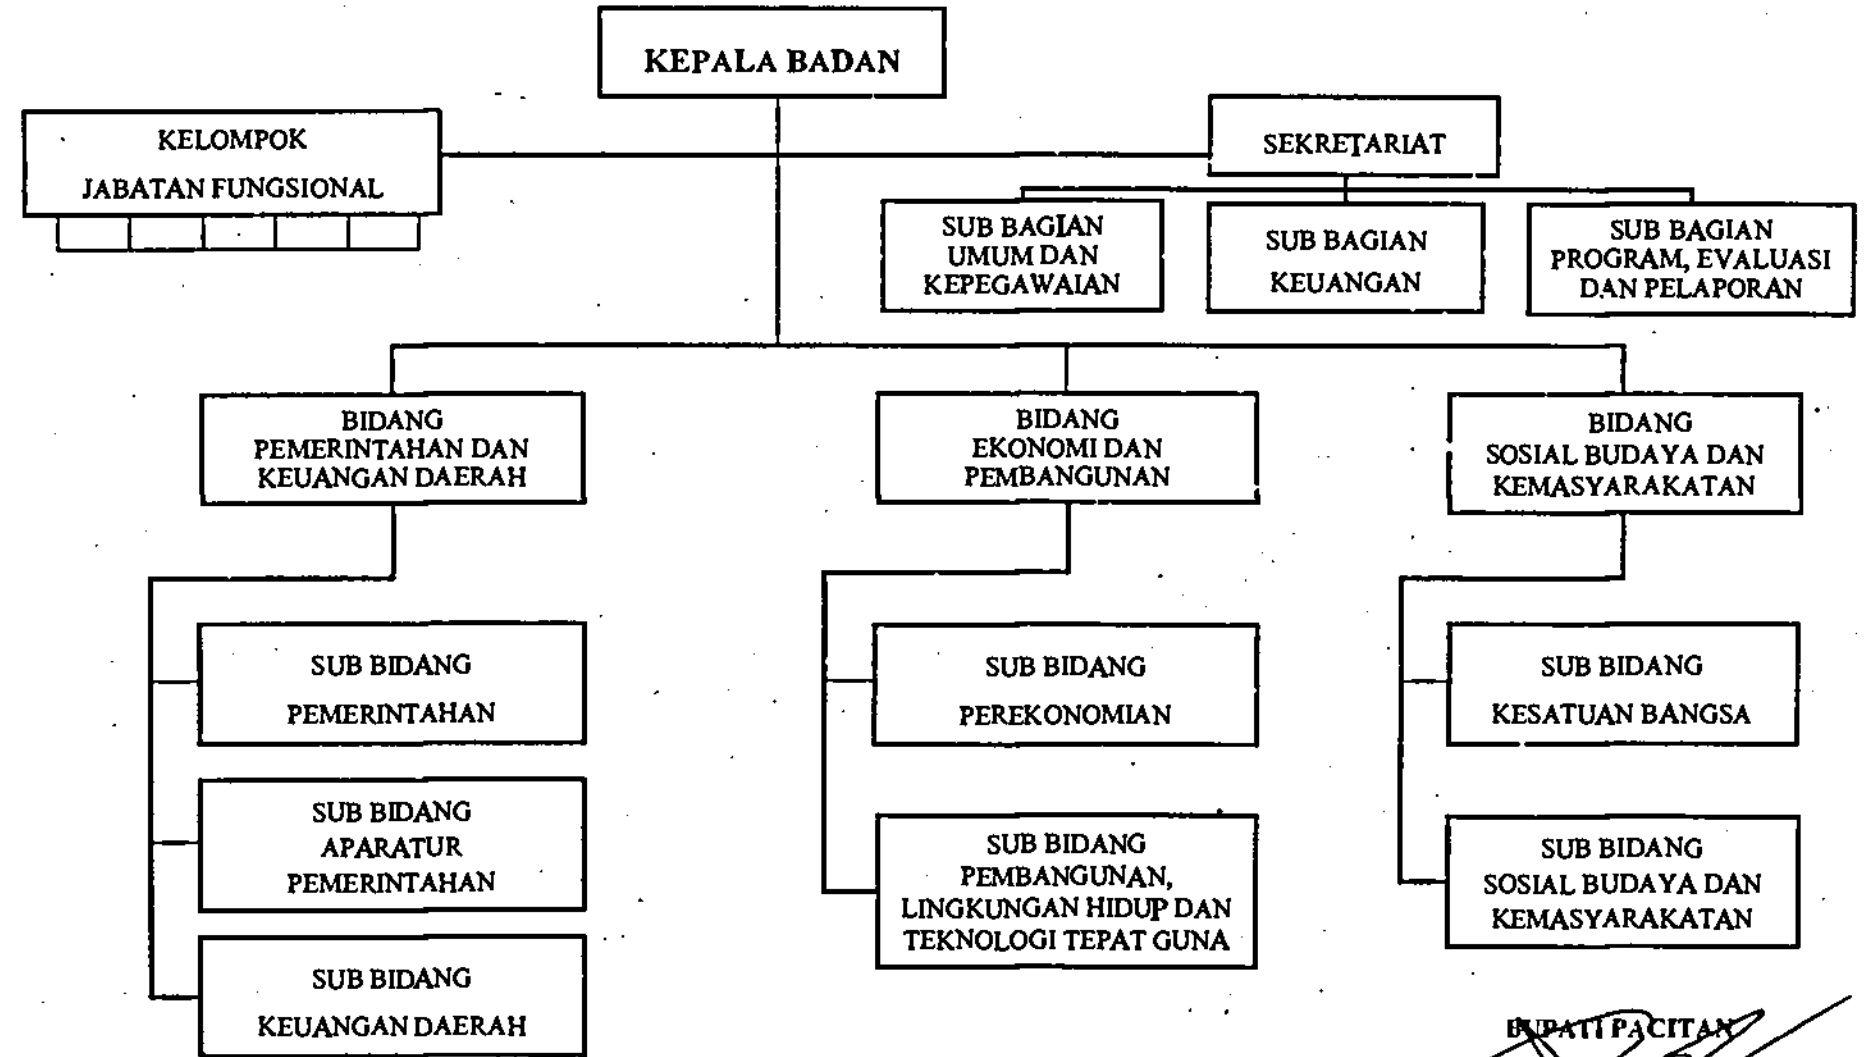 KEPALA BADAN
KELOMPOK
JABATAN FUNGSIONAL
SEKRETARIAT
SUB BAGIAN
UMUM DAN
KEPEGAWAIAN
SUB BAGIAN
KEUANGAN
SUB BAGIAN
PROGRAM, EVALUASI
DAN PELAPORAN
BIDANG
PEMERINTAHAN DAN
KEUANGAN DAERAH
BIDANG
EKONOMI DAN
PEMBANGUNAN
BIDANG
SOSIAL BUDAYA DAN
KEMASYARAKATAN
SUB BIDANG
PEMERINTAHAN
SUB BIDANG
APARATUR
PEMERINTAHAN
SUB BIDANG
KEUANGAN DAERAH
SUB BIDANG
PEREKONOMIAN
SUB BIDANG
PEMBANGUNAN,
LINGKUNGAN HIDUP DAN
TEKNOLOGI TEPAT GUNA
SUB BIDANG
KESATUAN BANGSA
SUB BIDANG
SOSIAL BUDAYA DAN
KEMASYARAKATAN
BUPATI PACITAN